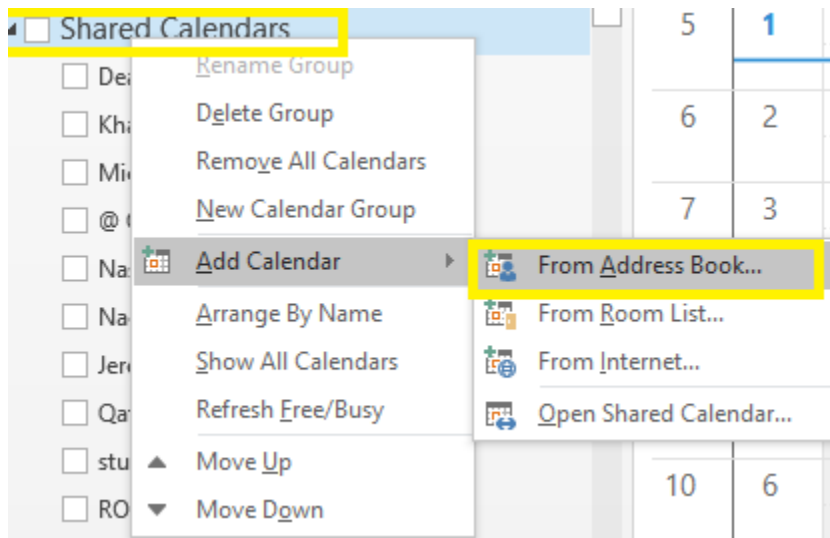 Shared Calendars
Rename Group
Delete Group
Remove All Calendars
New Calendar Group
Add Calendar
Arrange By Name
Show All Calendars
Refresh Free/Busy
Move Up
Move Down
From Address Book...
From Room List...
From Internet...
Open Shared Calendar...
5 1
6 2
7 3
10 6